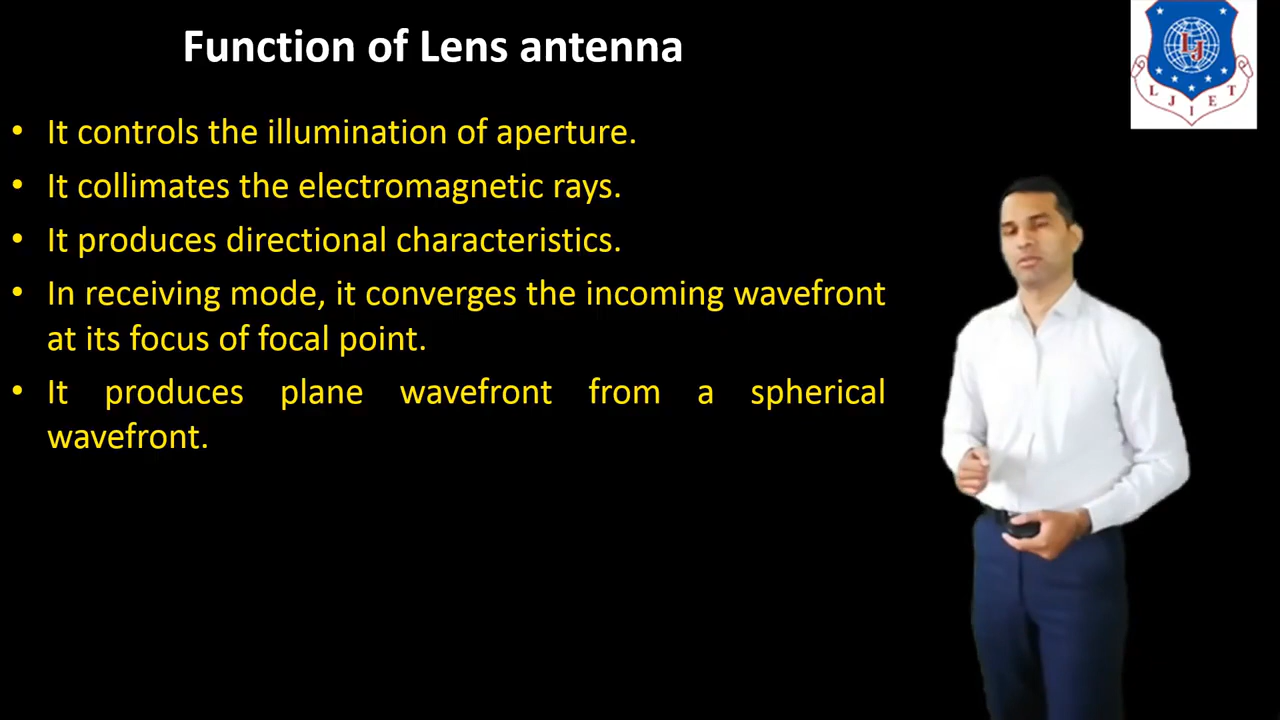 Function of Lens antenna
LJ
L J I E T
• It controls the illumination of aperture.
• It collimates the electromagnetic rays.
• It produces directional characteristics.
• In receiving mode, it converges the incoming wavefront
at its focus of focal point.
• It produces plane wavefront from a spherical
wavefront.